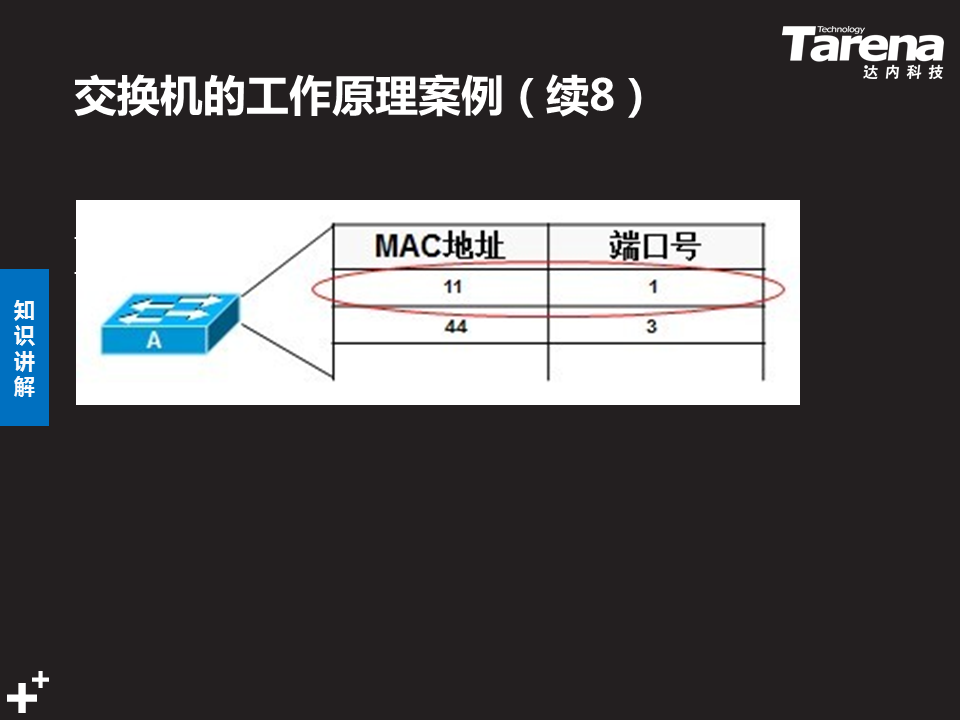 Technology
Tarena
达内科技
交换机的工作原理案例（续8）
MAC地址 端口号
11 1
44 3
A
知
识
讲
解